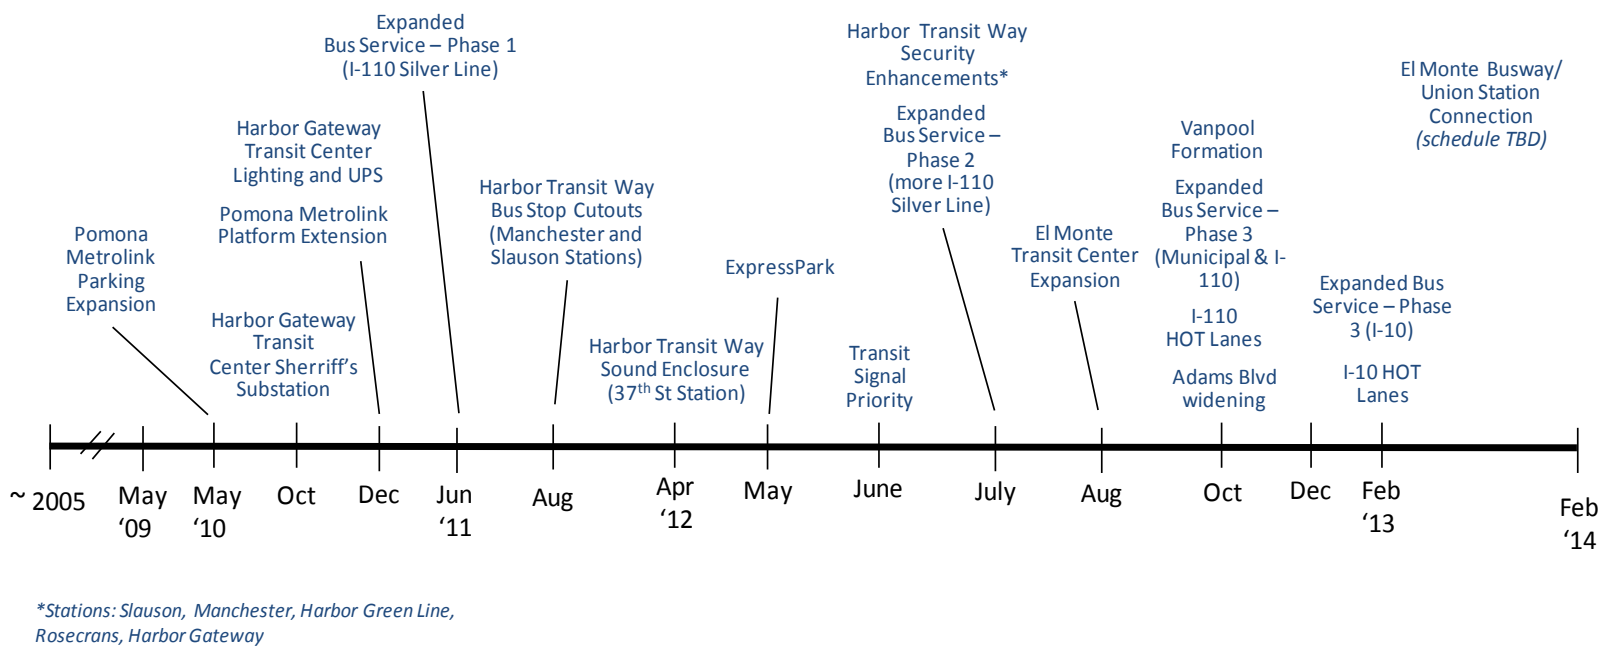 Expanded
Bus Service – Phase 1
(I-110 Silver Line)
Harbor Transit Way
Security
Enhancements*
El Monte Busway/
Union Station
Connection
(schedule TBD)
Harbor Gateway
Transit Center
Lighting and UPS
Expanded
Bus Service –
Phase 2
(more I-110
Silver Line)
Vanpool
Formation
Pomona Metrolink
Platform Extension
Harbor Transit Way
Bus Stop Cutouts
(Manchester and
Slauson Stations)
Expanded
Bus Service –
Phase 3
(Municipal & I-
110)
Pomona
Metrolink
Parking
Expansion
ExpressPark
El Monte
Transit Center
Expansion
Expanded Bus
Service – Phase
3 (I-10)
Harbor Gateway
Transit
Center Sherriff's
Substation
Harbor Transit Way
Sound Enclosure
(37th St Station)
Transit
Signal
Priority
I-110
HOT Lanes
Adams Blvd
widening
I-10 HOT
Lanes
~ 2005
May
‘09
May
‘10
Oct
Dec
Jun
‘11
Aug
Apr
‘12
May
June
July
Aug
Oct
Dec
Feb
‘13
Feb
‘14
*Stations: Slauson, Manchester, Harbor Green Line,
Rosecrans, Harbor Gateway